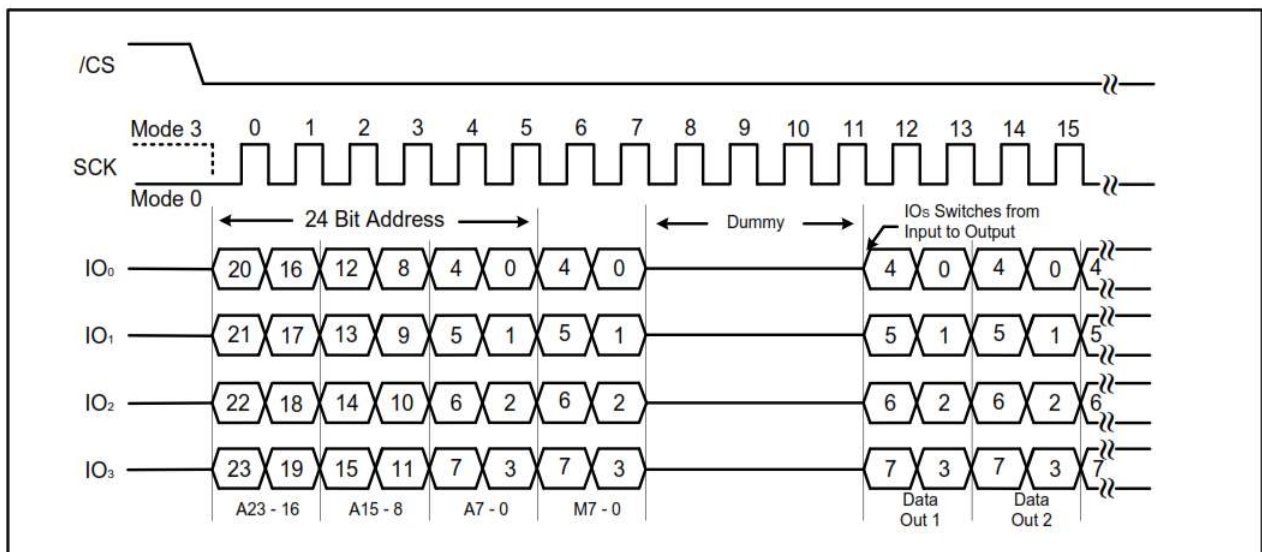 /CS
Mode 3 0 1 2 3 4 5 6 7 8 9 10 11 12 13 14 15
SCK
Mode 0
24 Bit Address Dummy IOs Switches from
Input to Output
IO₀ 20 16 12 8 4 0 4 0 4 0 4 0 4
IO₁ 21 17 13 9 5 1 5 1 5 1 5 1 5
IO₂ 22 18 14 10 6 2 6 2 6 2 6 2 6
IO₃ 23 19 15 11 7 3 7 3 7 3 7 3 7
A23 - 16 A15 - 8 A7 - 0 M7 - 0 Data Data
Out 1 Out 2